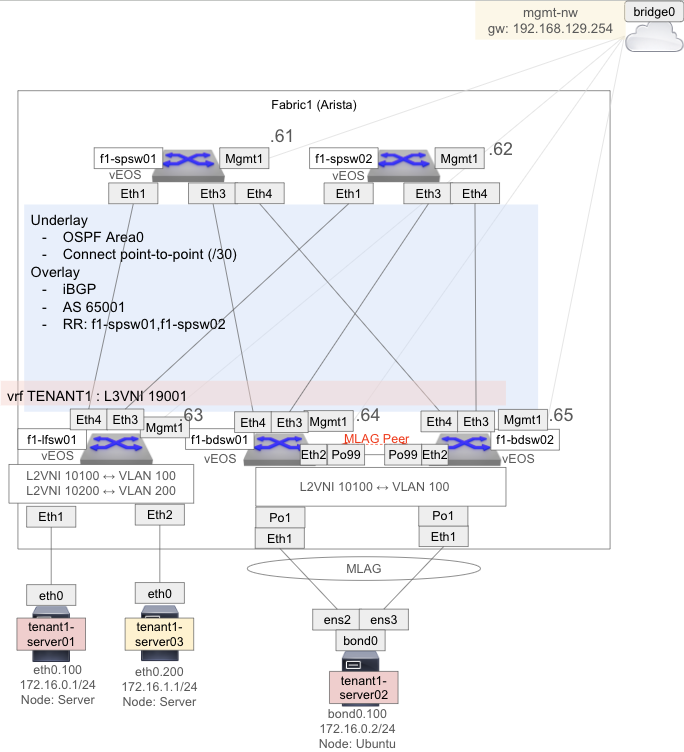 mgmt-nw
gw: 192.168.129.254
bridge0
Fabric1 (Arista)
.61
.62
f1-spsw01
Mgmt1
f1-spsw02
Mgmt1
vEOS
vEOS
Eth1
Eth3
Eth4
Eth1
Eth3
Eth4
Underlay
- OSPF Area0
- Connect point-to-point (/30)
Overlay
- iBGP
- AS 65001
- RR: f1-spsw01,f1-spsw02
vrf TENANT1 : L3VNI 19001
.63
.64
.65
Eth4
Eth3
Mgmt1
Eth4
Eth3
Mgmt1
Eth4
Eth3
Mgmt1
f1-lfsw01
f1-bdsw01
MLAG Peer
f1-bdsw02
vEOS
vEOS
Eth2
Po99
Po99
Eth2
vEOS
L2VNI 10100 ↔ VLAN 100
L2VNI 10200 ↔ VLAN 200
L2VNI 10100 ↔ VLAN 100
Eth1
Eth2
Po1
Po1
Eth1
Eth1
MLAG
eth0
eth0
ens2
ens3
bond0
tenant1-
server01
tenant1-
server03
tenant1-
server02
eth0.100
172.16.0.1/24
Node: Server
eth0.200
172.16.1.1/24
Node: Server
bond0.100
172.16.0.2/24
Node: Ubuntu